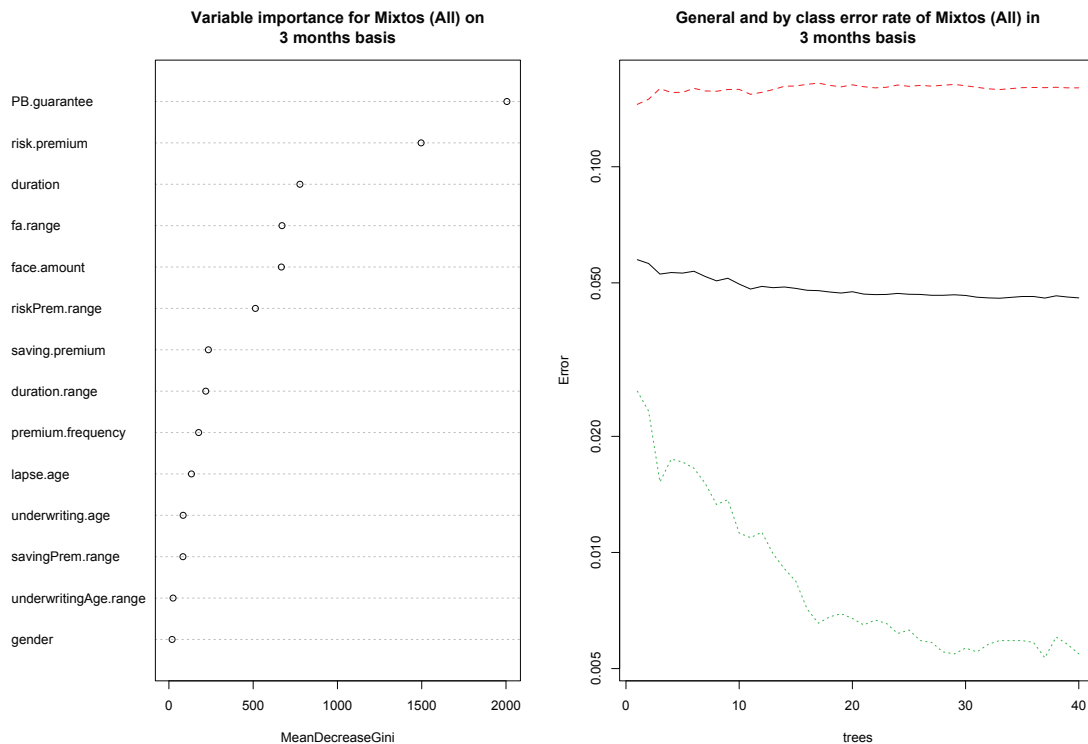 Variable importance for Mixtos (All) on
3 months basis
PB.guarantee
risk.premium
duration
fa.range
face.amount
riskPrem.range
saving.premium
duration.range
premium.frequency
lapse.age
underwriting.age
savingPrem.range
underwritingAge.range
gender
0 500 1000 1500 2000
MeanDecreaseGini
General and by class error rate of Mixtos (All) in
3 months basis
Error
0.100
0.050
0.020
0.010
0.005
0 10 20 30 40
trees